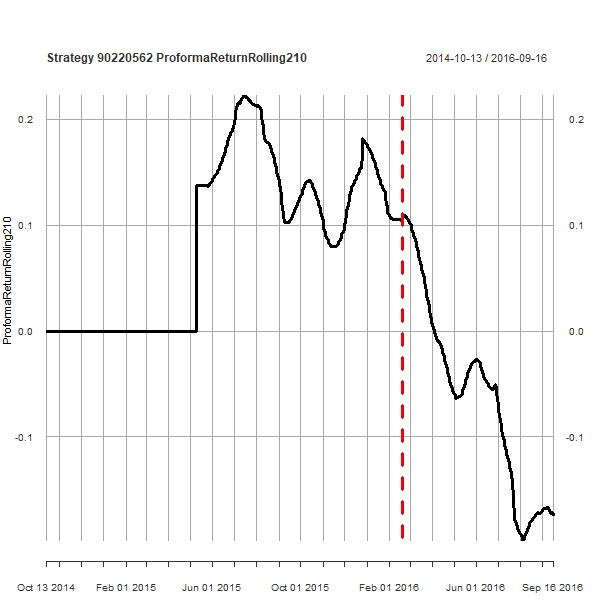 Strategy 90220562 ProformaReturnRolling210 2014-10-13 / 2016-09-16
0.2 0.2
0.1 0.1
0.0 0.0
-0.1 -0.1
ProformaReturnRolling210
Oct 13 2014 Feb 01 2015 Jun 01 2015 Oct 01 2015 Feb 01 2016 Jun 01 2016 Sep 16 2016